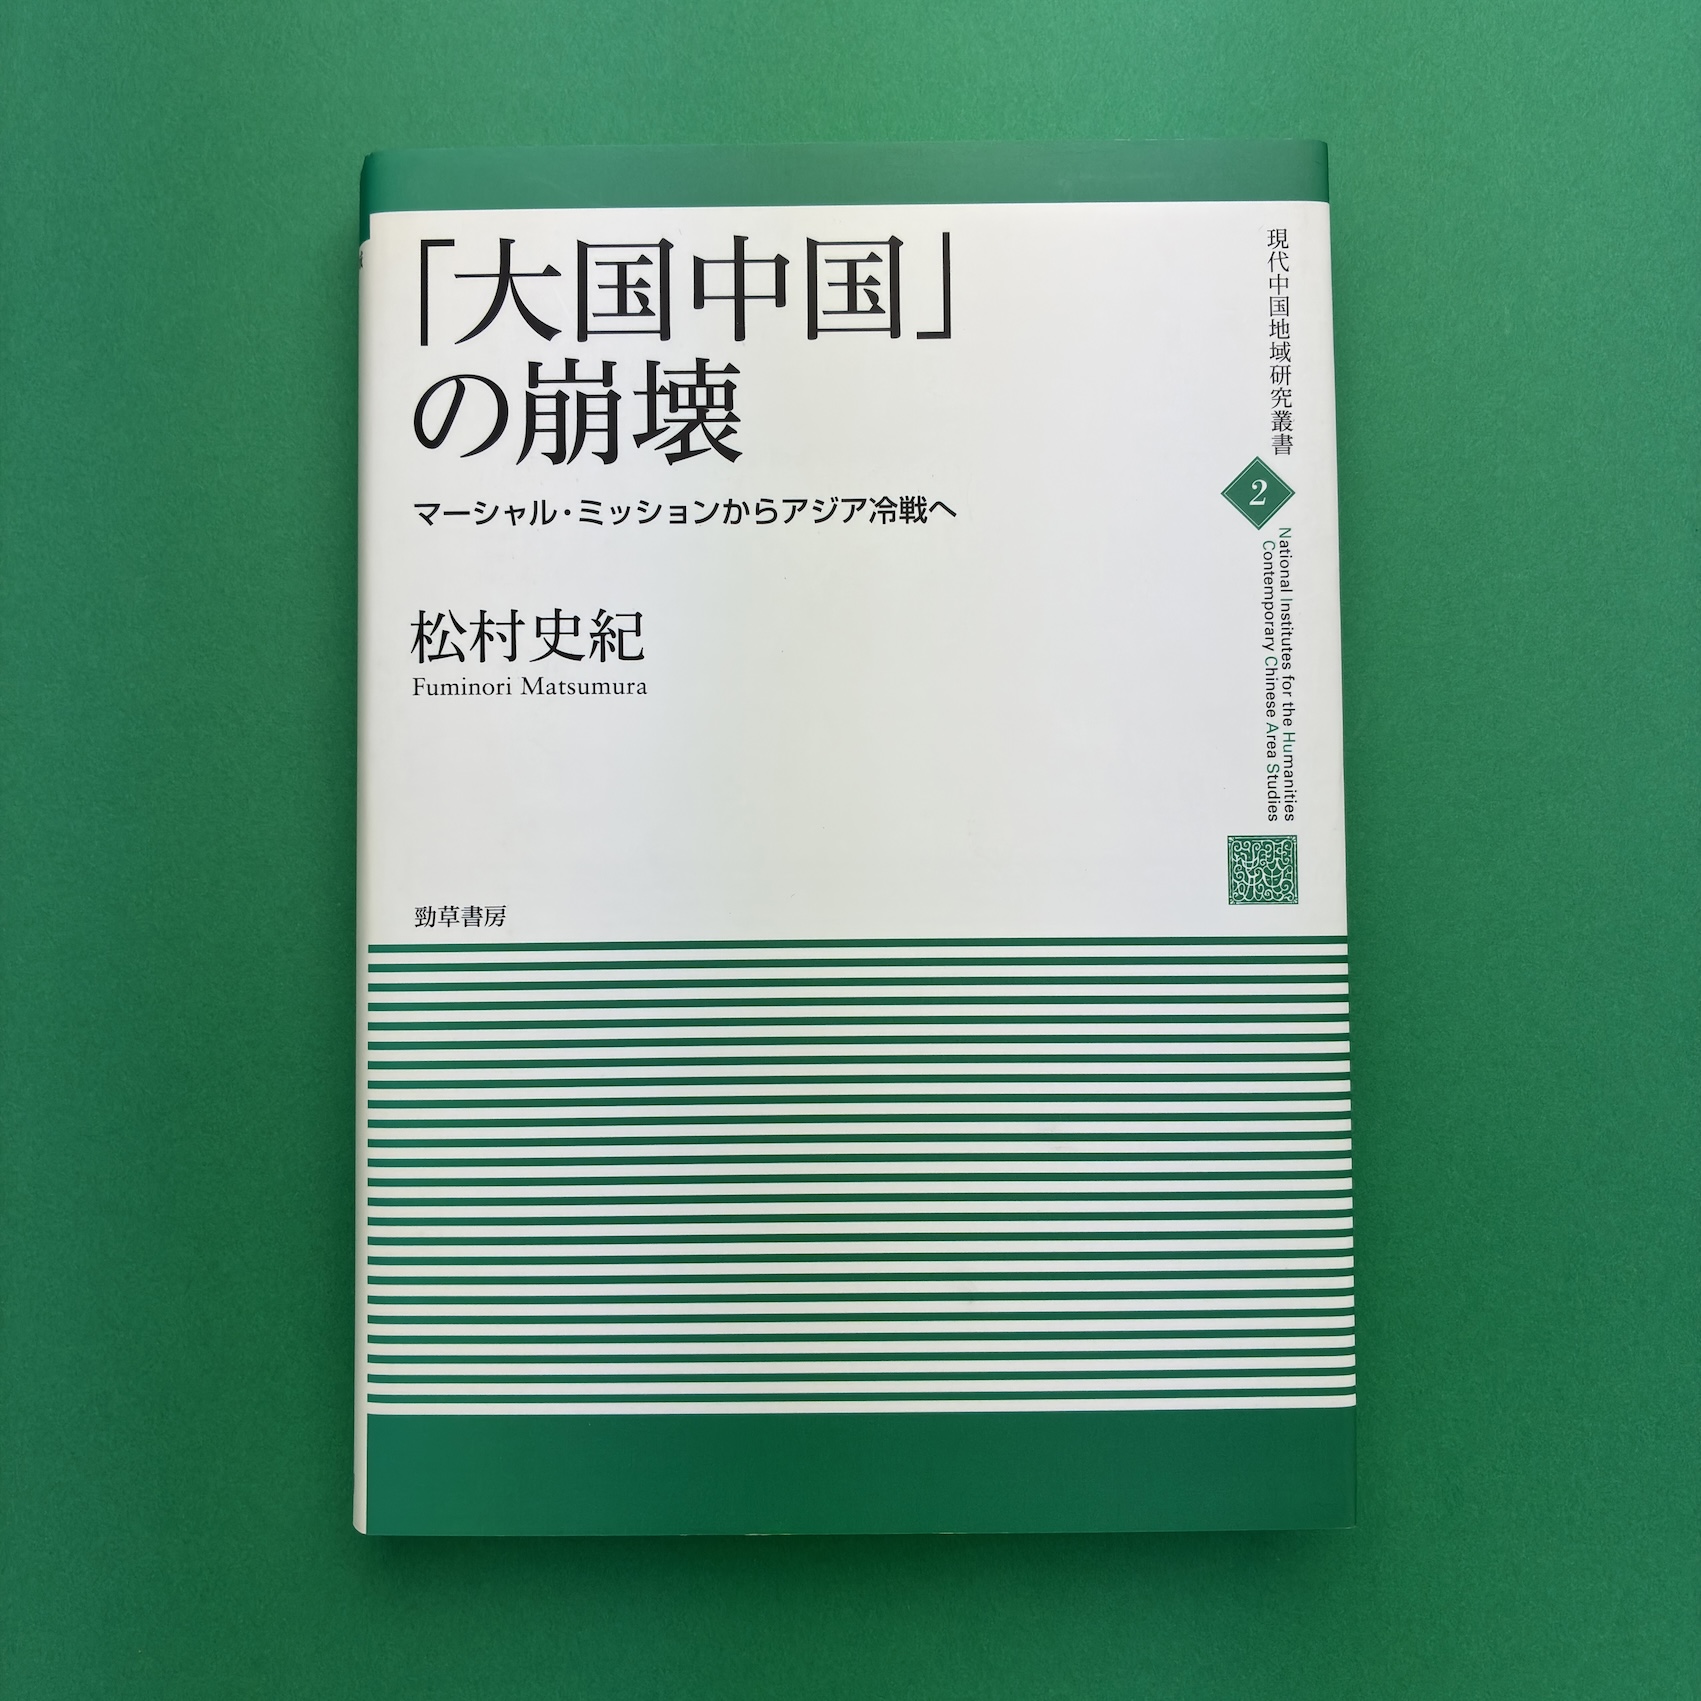 「大国中国」
の崩壊
マーシャル・ミッションからアジア冷戦へ
松村史紀
Fuminori Matsumura
勁草書房
現代中国地域研究叢書
2
National Institutes for the Humanities
Contemporary Chinese Area Studies